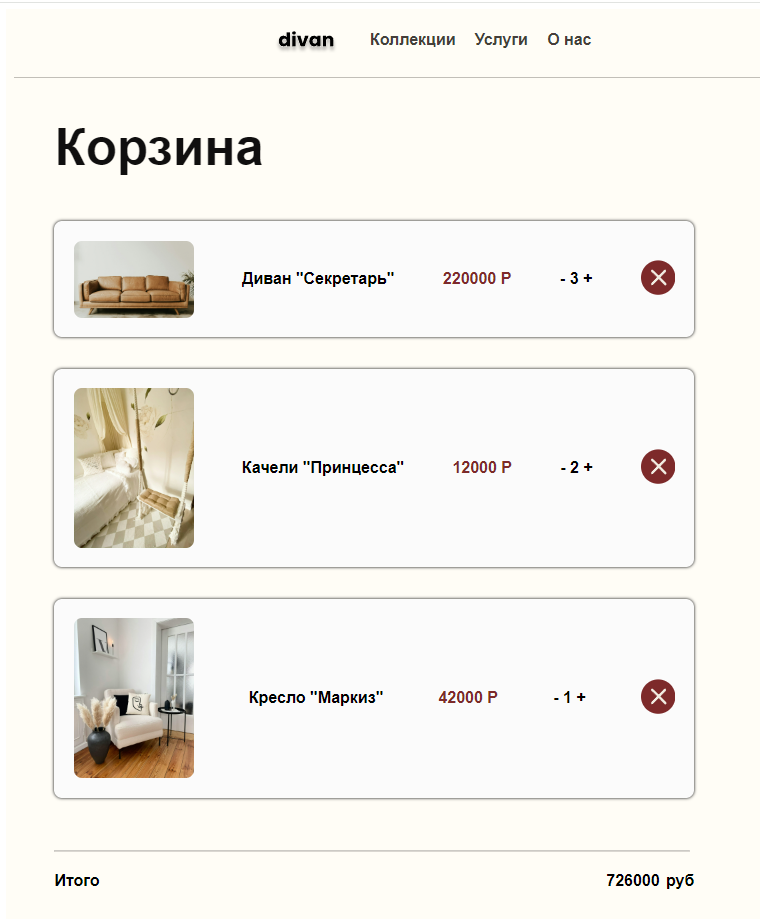 divan Коллекции Услуги О нас
Корзина
Диван "Секретарь" 220000 Р - 3 +
Качели "Принцесса" 12000 Р - 2 +
Кресло "Маркиз" 42000 Р - 1 +
Итого 726000 руб